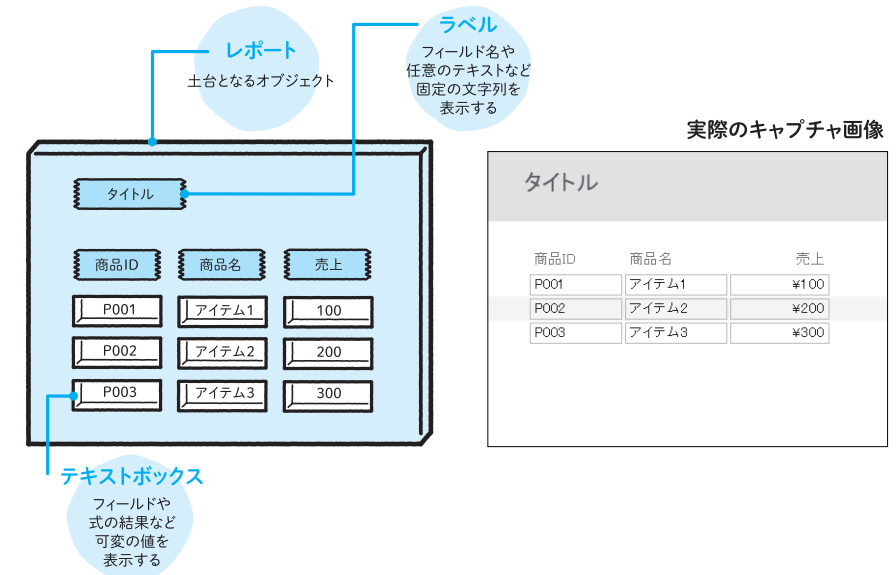 レポート
土台となるオブジェクト
ラベル
フィールド名や
任意のテキストなど
固定の文字列を
表示する
タイトル
商品ID 商品名 売上
P001 アイテム1 100
P002 アイテム2 200
P003 アイテム3 300
テキストボックス
フィールドや
式の結果など
可変の値を
表示する
実際のキャプチャ画像
タイトル
商品ID 商品名 売上
P001 アイテム1 ¥100
P002 アイテム2 ¥200
P003 アイテム3 ¥300